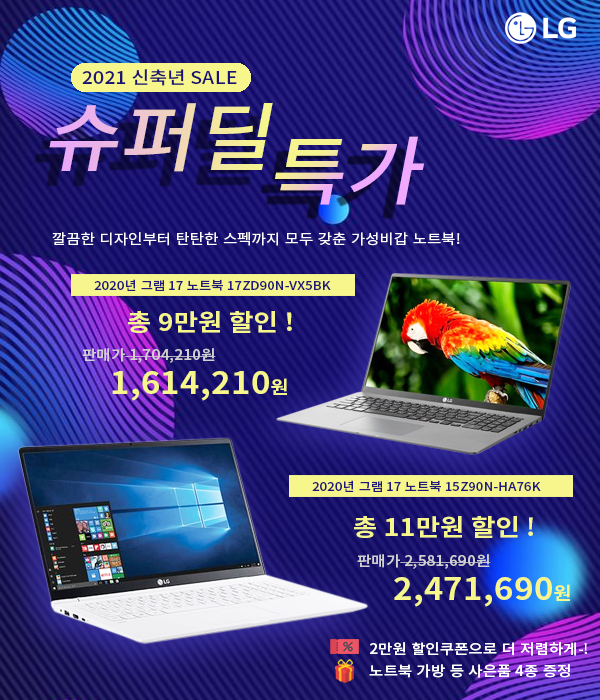 LG
2021 신축년 SALE
슈퍼딜
특가
깔끔한 디자인부터 탄탄한 스펙까지 모두 갖춘 가성비갑 노트북!
2020년 그램 17 노트북 17ZD90N-VX5BK
총 9만원 할인 !
판매가 1,704,210원
1,614,210원
LG
2020년 그램 17 노트북 15Z90N-HA76K
총 11만원 할인 !
판매가 2,581,690원
2,471,690원
LG
2만원 할인쿠폰으로 더 저렴하게~!
노트북 가방 등 사은품 4종 증정